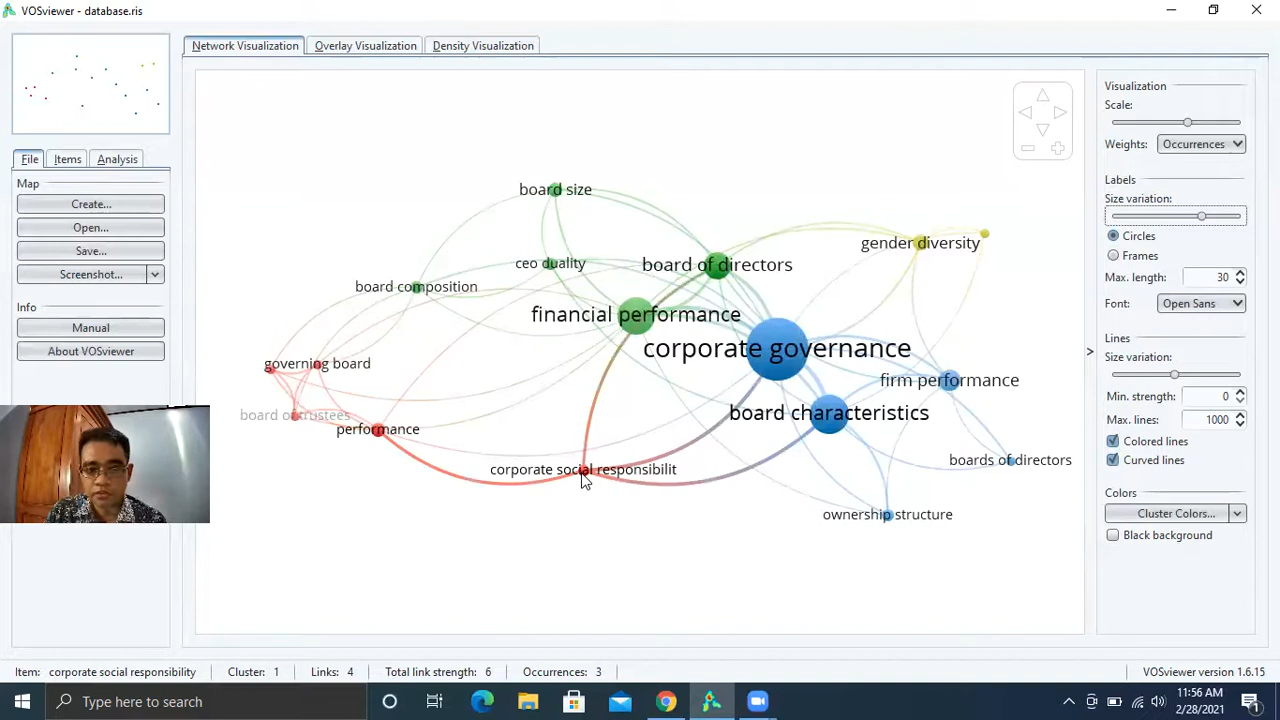 VOSviewer - database.ris
Network Visualization Overlay Visualization Density Visualization
File Items Analysis
Map
Create...
Open...
Save...
Screenshot...
Info
Manual
About VOSviewer
board size
gender diversity
ceo duality
board of directors
board composition
financial performance
corporate governance
governing board
firm performance
board of trustees
board characteristics
performance
boards of directors
corporate social responsibilit
ownership structure
Visualization
Scale:
Weights: Occurrences
Labels
Size variation:
Circles
Frames
Max. length: 30
Font: Open Sans
Lines
Size variation:
Min. strength: 0
Max. lines: 1000
Colored lines
Curved lines
Colors
Cluster Colors...
Black background
Item: corporate social responsibility Cluster: 1 Links: 4 Total link strength: 6 Occurrences: 3 VOSviewer version 1.6.15
Type here to search
11:56 AM
2/28/2021
1